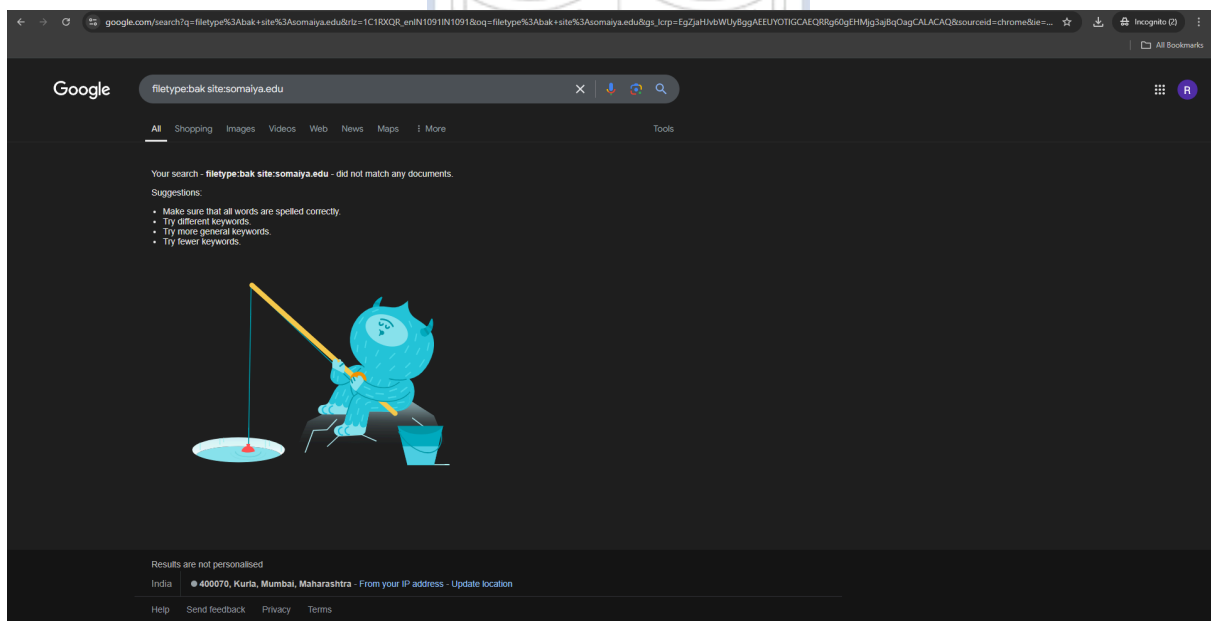 google.com/search?q=filetype%3Abak+site%3Asomaiya.edu&rlz=1C1RXQR_enIN1091IN1091&oq=filetype%3Abak+site%3Asomaiya.edu&gs_lcrp=EgZjaHJvbWUyBggAEEUYOTIGCAEQRRg60gEHMjg3ajBqOagCALACAQ&sourceid=chrome&ie=...
Incognito (2)
All Bookmarks
Google
filetype:bak site:somaiya.edu
R
All Shopping Images Videos Web News Maps More Tools
Your search - filetype:bak site:somaiya.edu - did not match any documents.
Suggestions:
• Make sure that all words are spelled correctly.
• Try different keywords.
• Try more general keywords.
• Try fewer keywords.
Results are not personalised
India 400070, Kurla, Mumbai, Maharashtra - From your IP address - Update location
Help Send feedback Privacy Terms